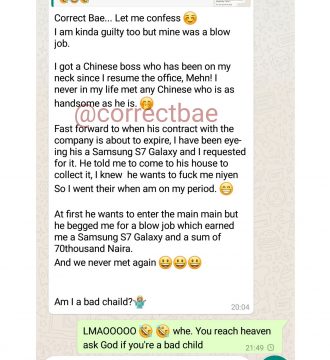 Correct Bae... Let me confess ☺️
I am kinda guilty too but mine was a blow
job.
I got a Chinese boss who has been on my
neck since I resume the office, Mehn! I
never in my life met any Chinese who is as
handsome as he is. 🤭
@correctbae
Fast forward to when his contract with the
company is about to expire, I have been eye-
ing his a Samsung S7 Galaxy and I requested
for it. He told me to come to his house to
collect it, I knew he wants to fuck me niyen
So I went their when am on my period. 😁
At first he wants to enter the main main but
he begged me for a blow job which earned
me a Samsung S7 Galaxy and a sum of
70thousand Naira.
And we never met again 😀😀😀
Am I a bad chaild?🤷🏼‍♀️
20:04
LMAOOOOO 🤣 🤣 whe. You reach heaven
ask God if you're a bad child
21:49